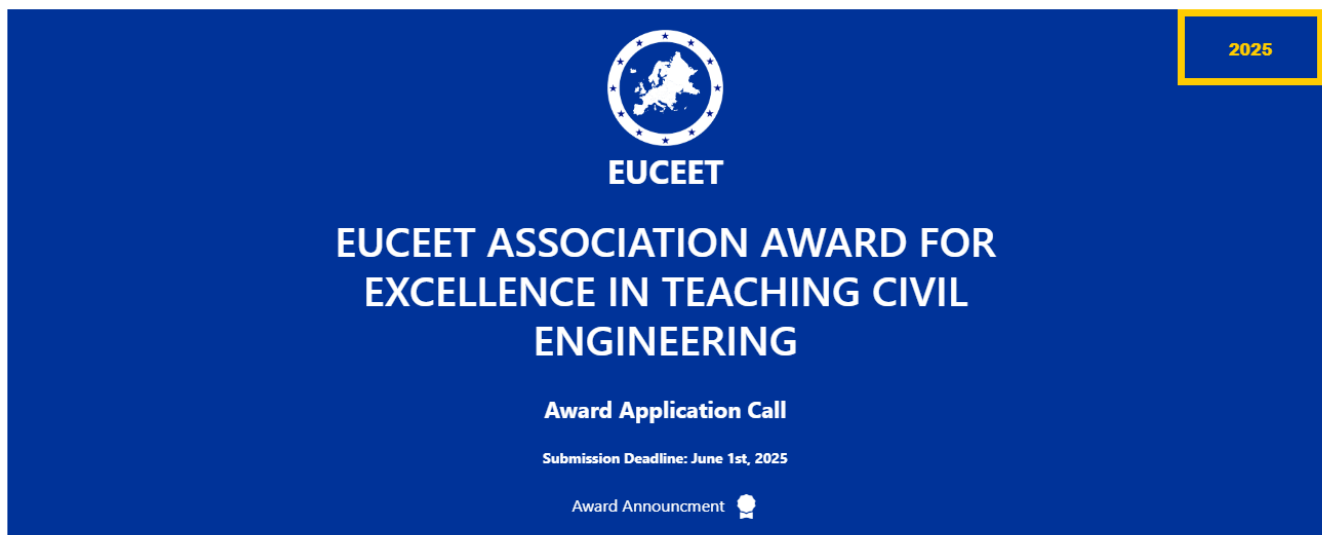 2025
EUCEET
EUCEET ASSOCIATION AWARD FOR
EXCELLENCE IN TEACHING CIVIL
ENGINEERING
Award Application Call
Submission Deadline: June 1st, 2025
Award Announcment